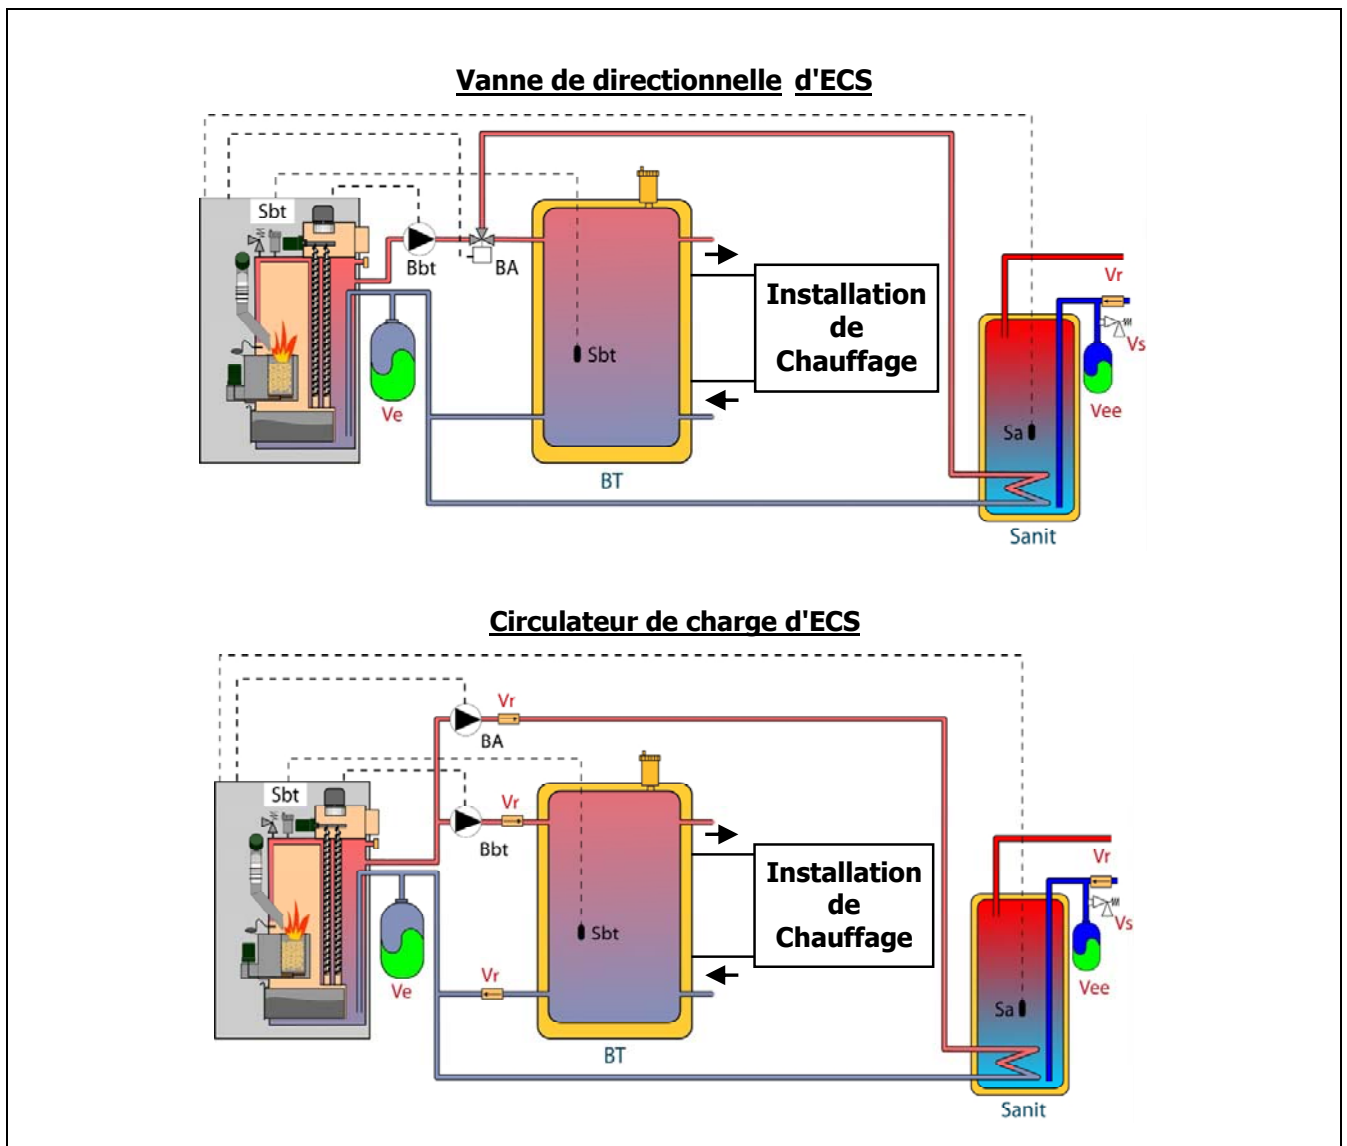 Vanne de directionnelle d'ECS
Sbt
Bbt
BA
Ve
Sbt
BT
Installation
de
Chauffage
Vr
Vs
Vee
Sa
Sanit
Circulateur de charge d'ECS
Vr
BA
Sbt
Vr
Bbt
Ve
Vr
Sbt
BT
Installation
de
Chauffage
Vr
Vs
Vee
Sa
Sanit